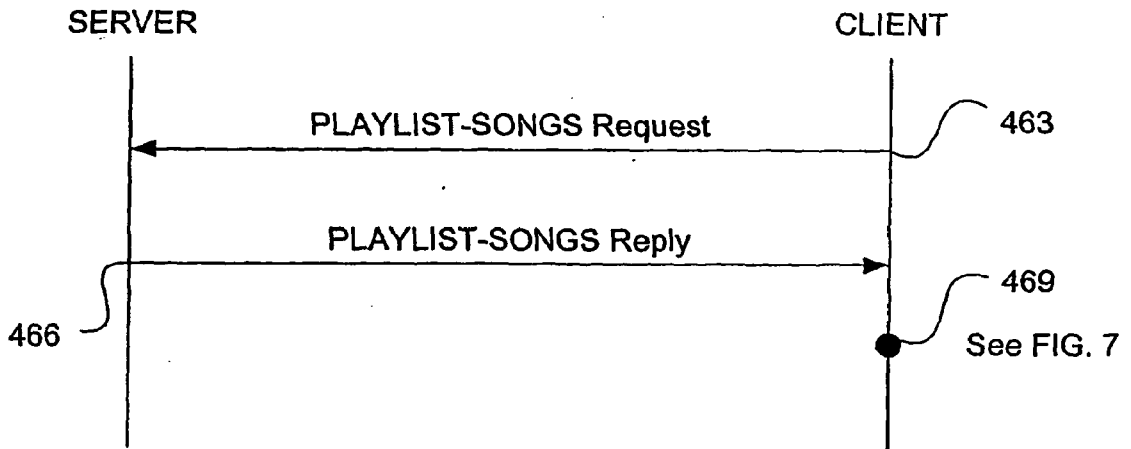 SERVER
CLIENT
PLAYLIST-SONGS Request
463
PLAYLIST-SONGS Reply
469
466
See FIG. 7